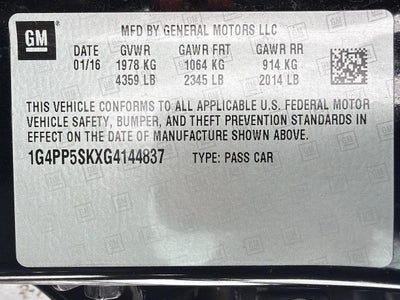 GM
MFD BY GENERAL MOTORS LLC
DATE GVWR GAWR FRT GAWR RR
01/16 1978 KG 1064 KG 914 KG
4359 LB 2345 LB 2014 LB
THIS VEHICLE CONFORMS TO ALL APPLICABLE U.S. FEDERAL MOTOR
VEHICLE SAFETY, BUMPER, AND THEFT PREVENTION STANDARDS IN
EFFECT ON THE DATE OF MANUFACTURE SHOWN ABOVE.
1G4PP5SKXG4144837 TYPE: PASS CAR